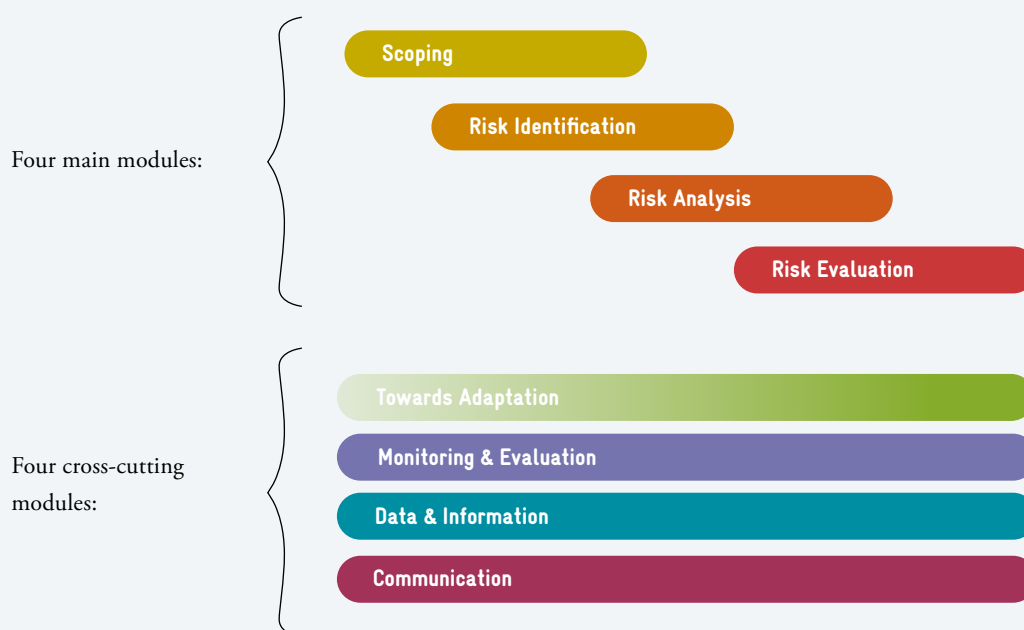 Four main modules:
Scoping
Risk Identification
Risk Analysis
Risk Evaluation
Four cross-cutting
modules:
Towards Adaptation
Monitoring & Evaluation
Data & Information
Communication